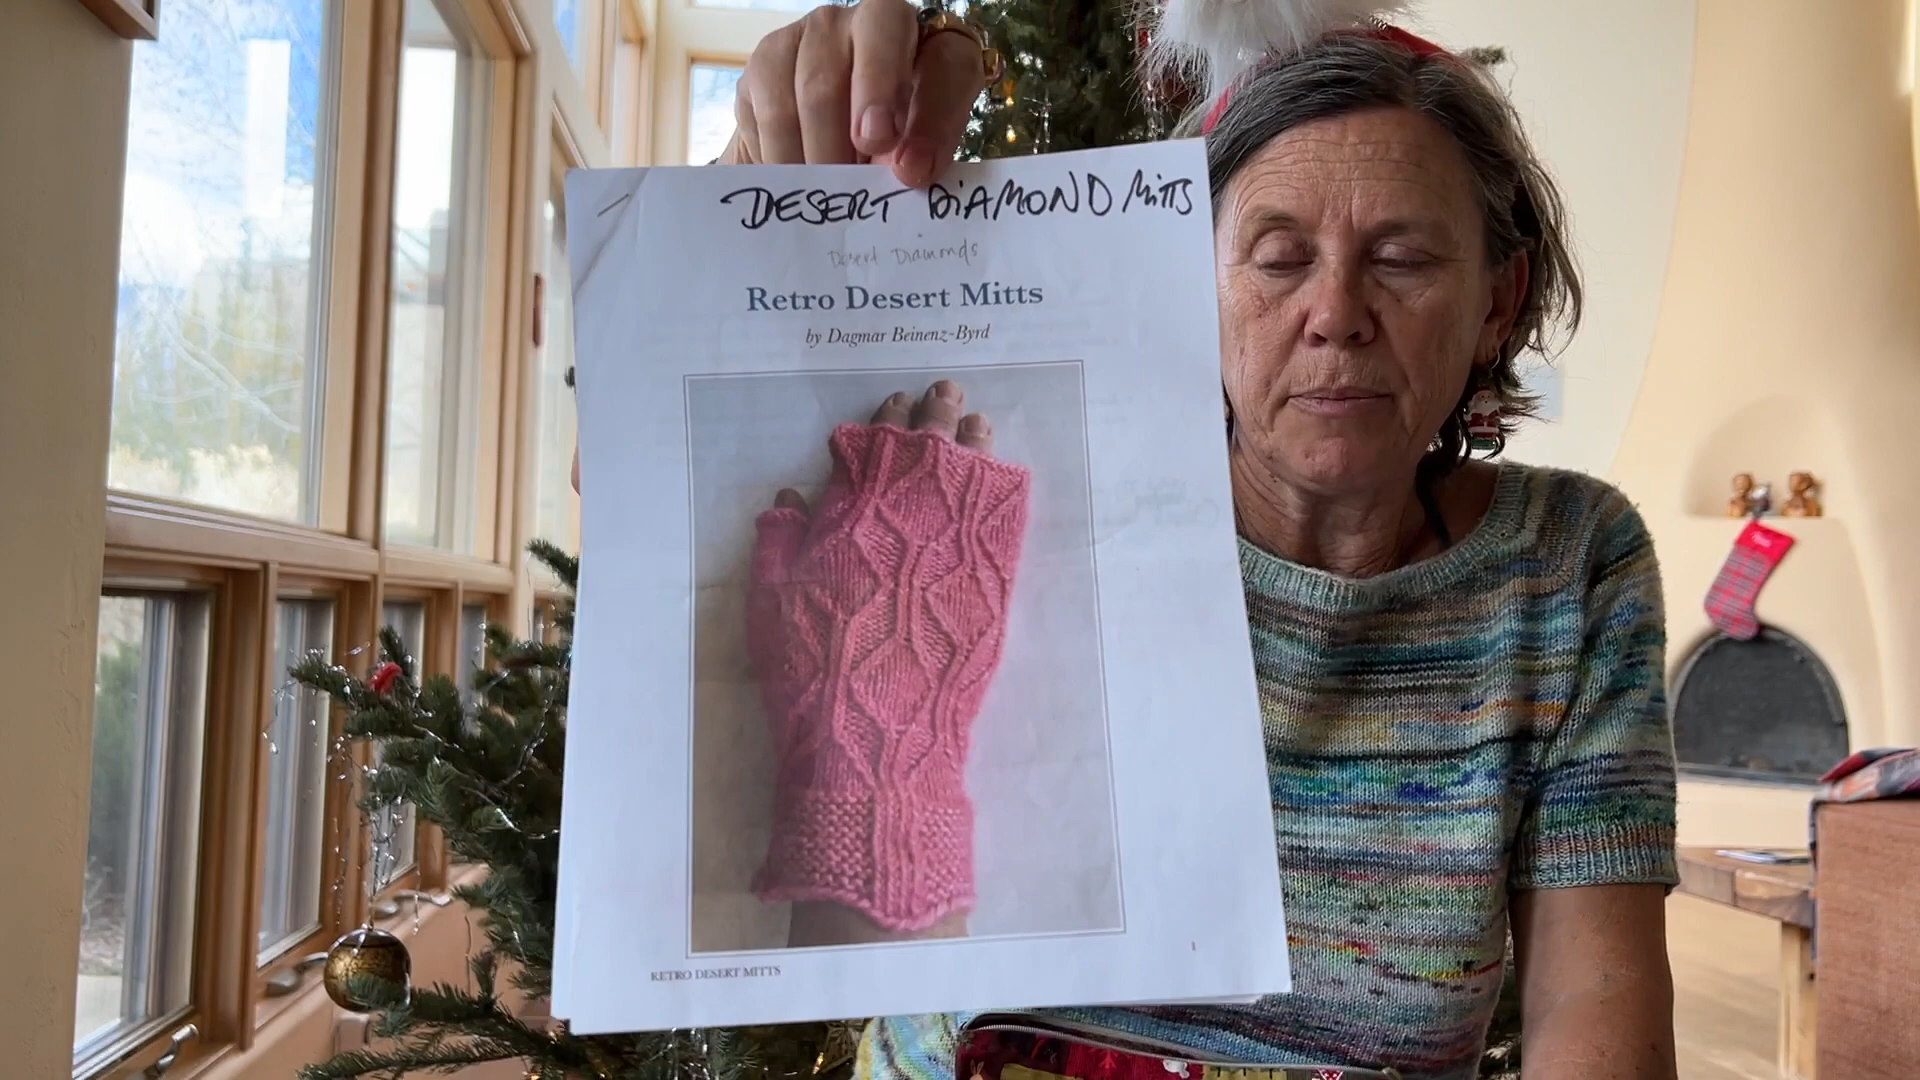 DESERT DIAMOND MITTS
Desert Diamonds
Retro Desert Mitts
by Dagmar Beinenz-Byrd
1
RETRO DESERT MITTS